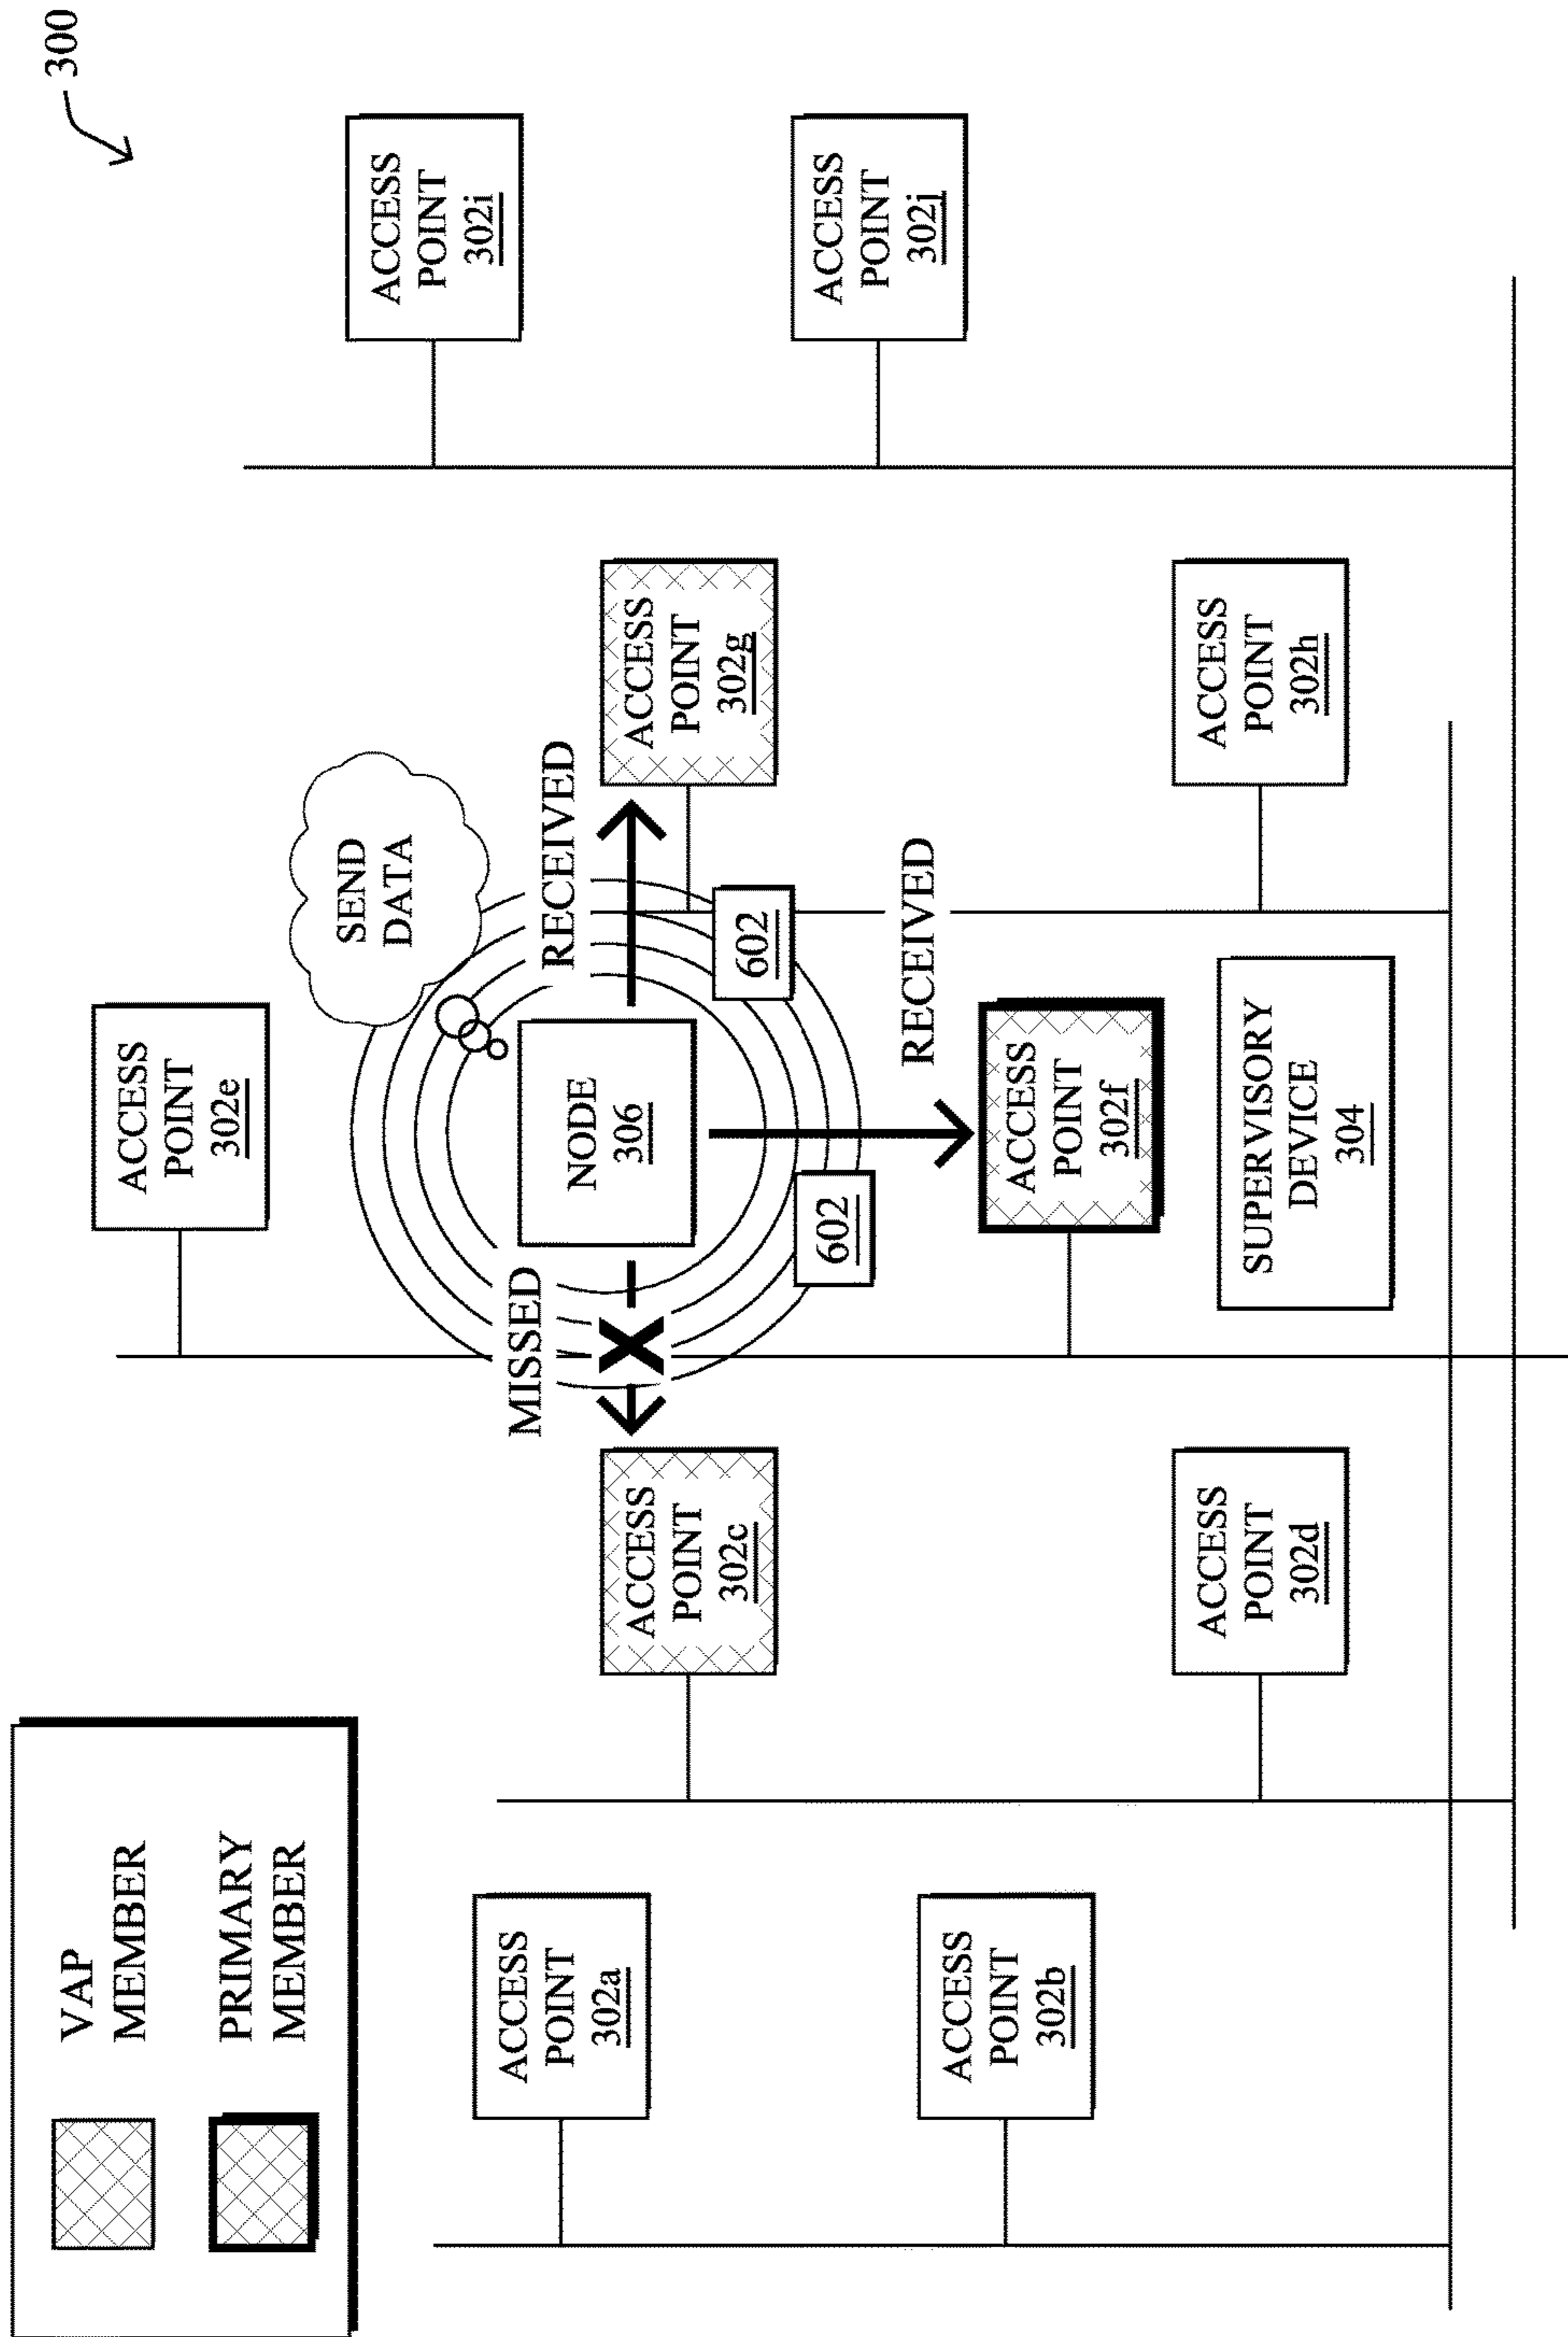 300
VAP
MEMBER
PRIMARY
MEMBER
ACCESS
POINT
302e
SEND
DATA
ACCESS
POINT
302i
ACCESS
POINT
302a
MISSED
NODE
306
RECEIVED
ACCESS
POINT
302c
ACCESS
POINT
302g
602
602
ACCESS
POINT
302j
ACCESS
POINT
302b
RECEIVED
ACCESS
POINT
302f
ACCESS
POINT
302d
SUPERVISORY
DEVICE
304
ACCESS
POINT
302h